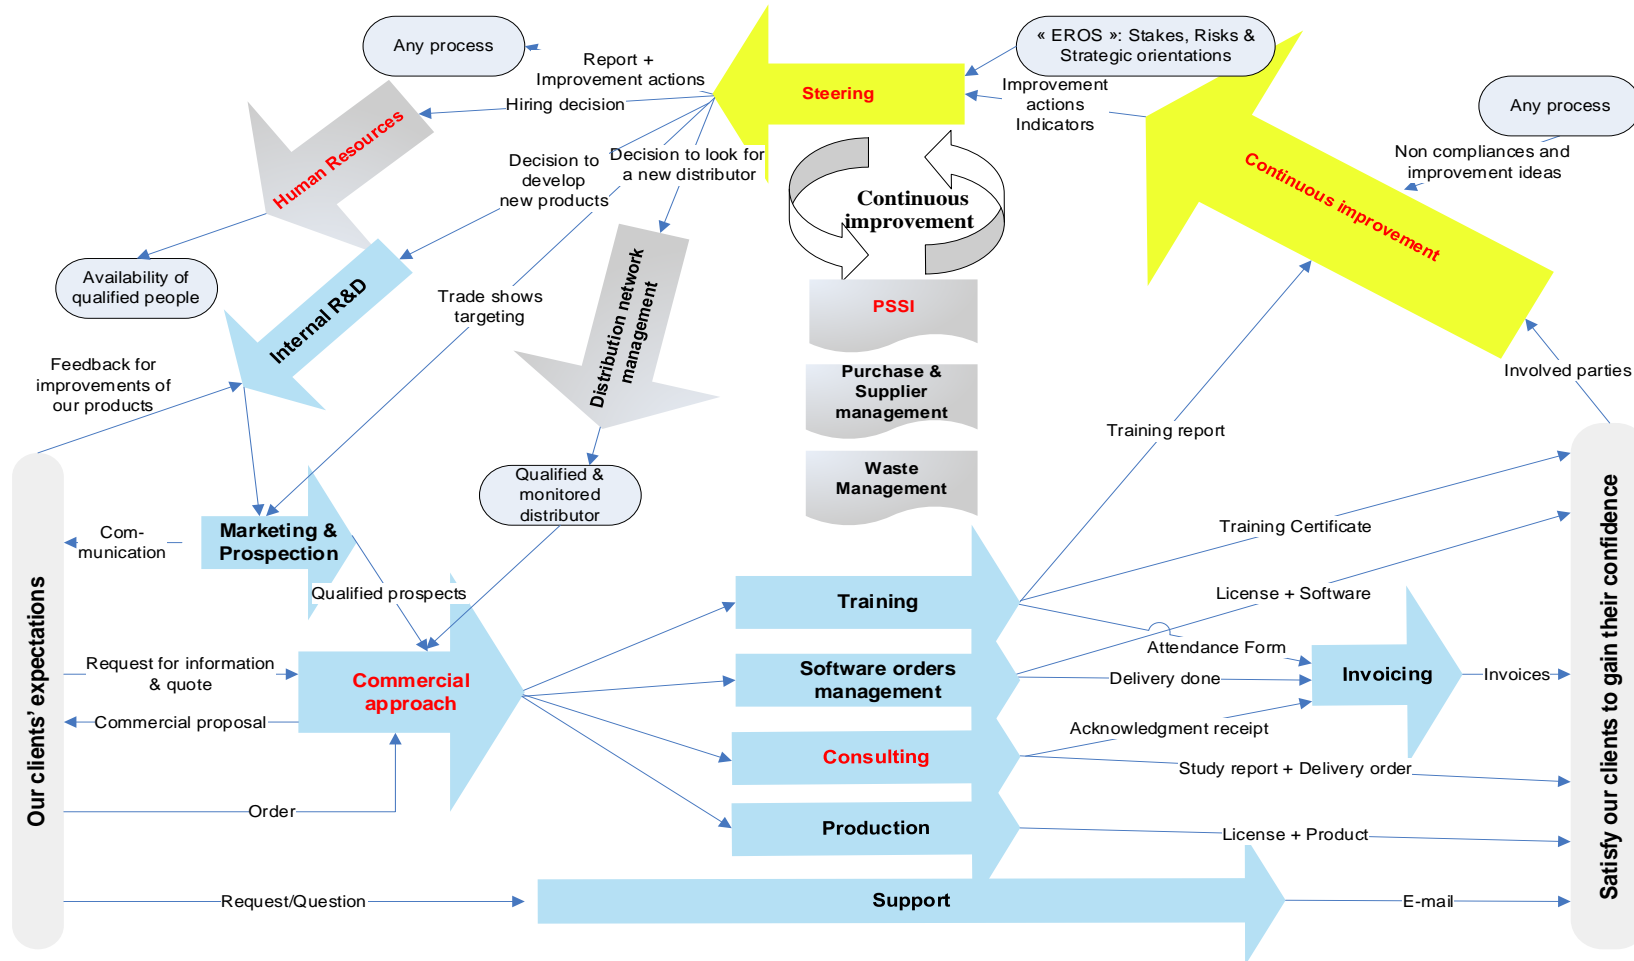 Any process
« EROS »: Stakes, Risks &
Strategic orientations
Report +
Improvement actions
Hiring decision
Steering
Improvement
actions
Indicators
Any process
Human Resources
Decision to
develop
new products
Decision to look for
a new distributor
Continuous
improvement
Continuous improvement
Non compliances and
improvement ideas
Availability of
qualified people
Internal R&D
Trade shows
targeting
Distribution network
management
PSSI
Feedback for
improvements of
our products
Purchase &
Supplier
management
Involved parties
Training report
Waste
Management
Qualified &
monitored
distributor
Com-
munication
Marketing &
Prospection
Training Certificate
Qualified prospects
License + Software
Training
Attendance Form
Our clients' expectations
Request for information
& quote
Commercial
approach
Software orders
management
Delivery done
Invoicing
Invoices
Satisfy our clients to gain their confidence
Commercial proposal
Acknowledgment receipt
Consulting
Study report + Delivery order
Order
Production
License + Product
Request/Question
Support
E-mail